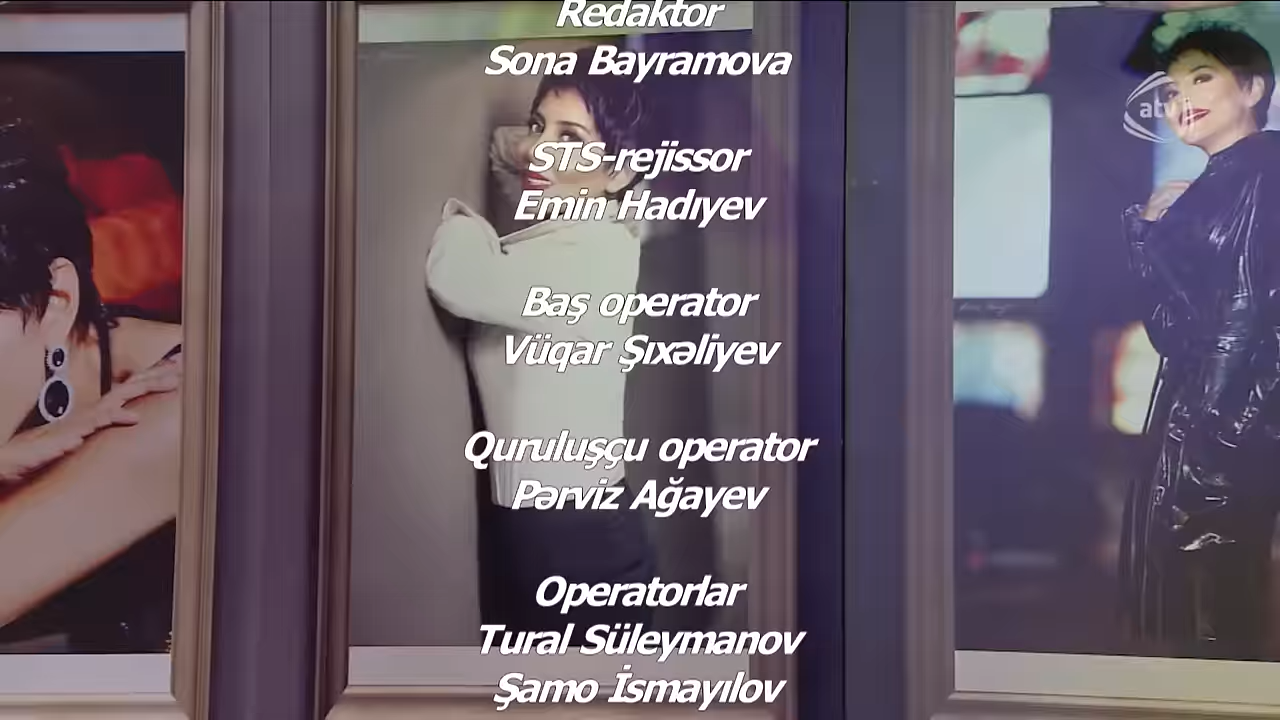 Redaktor
Sona Bayramova
STS-rejissor
Emin Hadıyev
Baş operator
Vüqar Şıxəliyev
Quruluşçu operator
Pərviz Ağayev
Operatorlar
Tural Süleymanov
Şamo İsmayılov
atv